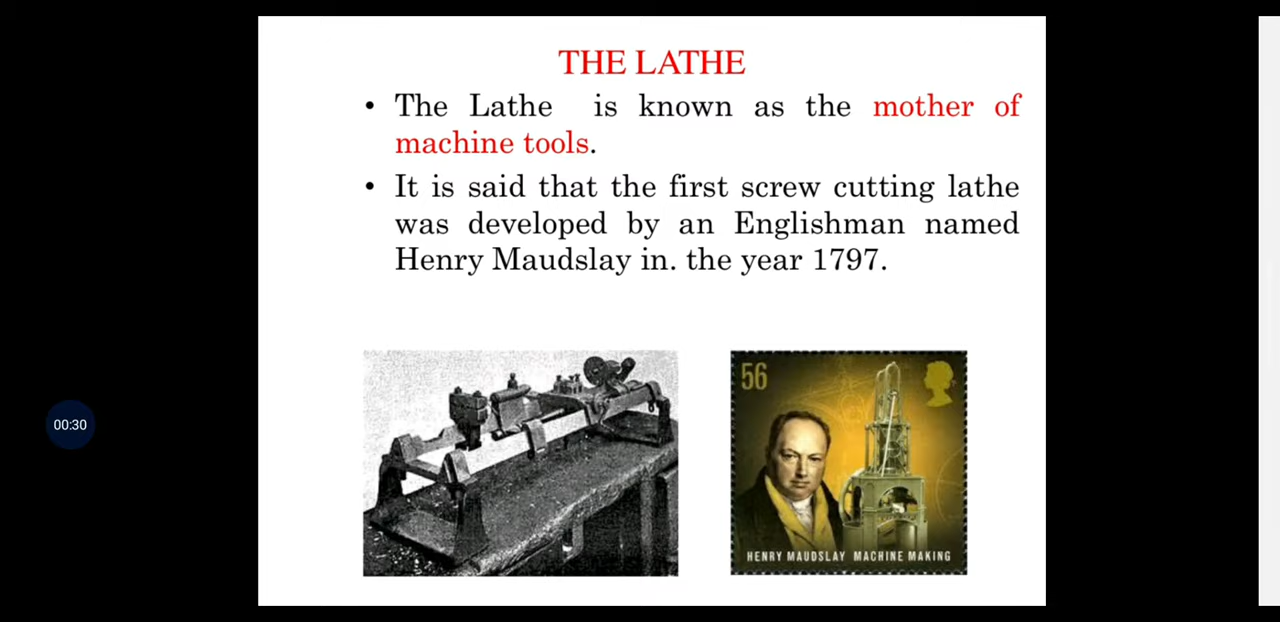 THE LATHE
• The Lathe is known as the mother of
machine tools.
• It is said that the first screw cutting lathe
was developed by an Englishman named
Henry Maudslay in. the year 1797.
56
HENRY MAUDSLAY MACHINE MAKING
00:30